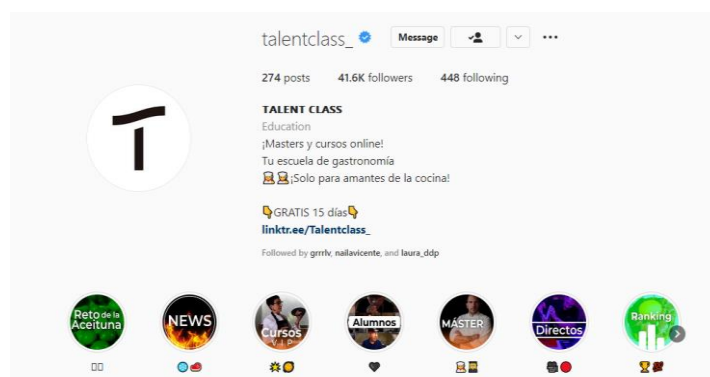 talentclass_ Message
274 posts 41.6K followers 448 following
TALENT CLASS
Education
¡Masters y cursos online!
Tu escuela de gastronomía
👩‍🍳👩‍🍳¡Solo para amantes de la cocina!
👇GRATIS 15 días👇
linktr.ee/Talentclass_
Followed by grrrlv, nailavicente, and laura_ddp
T
Reto de la
Aceituna
NEWS
Cursos
V.I.P
Alumnos
MÁSTER
Directos
Ranking